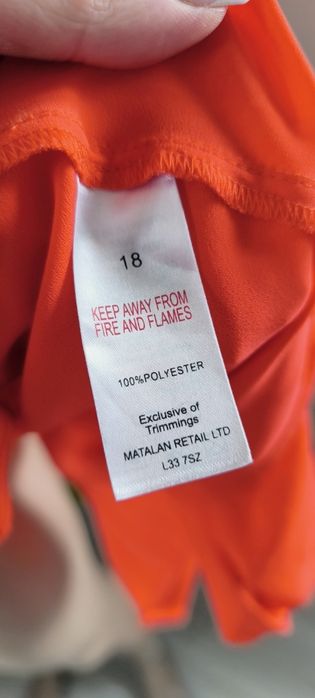 18
KEEP AWAY FROM
FIRE AND FLAMES
100%POLYESTER
Exclusive of
Trimmings
MATALAN RETAIL LTD
L33 7SZ